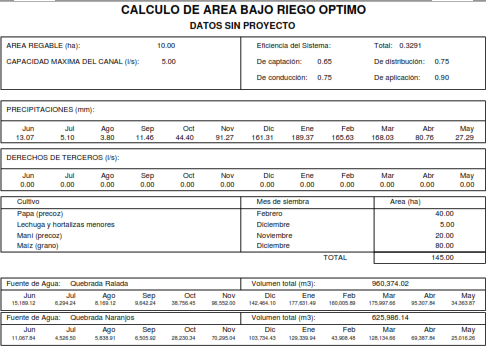 CALCULO DE AREA BAJO RIEGO OPTIMO
DATOS SIN PROYECTO
AREA REGABLE (ha): 10.00 Eficiencia del Sistema: Total: 0.3291
CAPACIDAD MAXIMA DEL CANAL (l/s): 5.00 De captación: 0.65 De distribución: 0.75
De conducción: 0.75 De aplicación: 0.90
PRECIPITACIONES (mm):
Jun Jul Ago Sep Oct Nov Dic Ene Feb Mar Abr May
13.07 5.10 3.80 11.46 44.40 91.27 161.31 189.37 165.63 168.03 80.76 27.29
DERECHOS DE TERCEROS (l/s):
Jun Jul Ago Sep Oct Nov Dic Ene Feb Mar Abr May
0.00 0.00 0.00 0.00 0.00 0.00 0.00 0.00 0.00 0.00 0.00 0.00
Cultivo Mes de siembra Area (ha)
Papa (precoz) Febrero 40.00
Lechuga y hortalizas menores Diciembre 5.00
Maní (precoz) Noviembre 20.00
Maíz (grano) Diciembre 80.00
TOTAL 145.00
Fuente de Agua: Quebrada Ralada Volumen total (m3): 960,374.02
Jun Jul Ago Sep Oct Nov Dic Ene Feb Mar Abr May
15,189.12 6,294.24 8,169.12 9,642.24 38,756.45 96,552.00 142,464.10 177,631.49 160,005.89 175,997.66 95,307.84 34,363.87
Fuente de Agua: Quebrada Naranjos Volumen total (m3): 625,986.14
Jun Jul Ago Sep Oct Nov Dic Ene Feb Mar Abr May
11,067.84 4,526.50 5,838.91 6,505.92 28,230.34 70,295.04 103,734.43 129,339.94 43,908.48 128,134.66 69,387.84 25,016.26